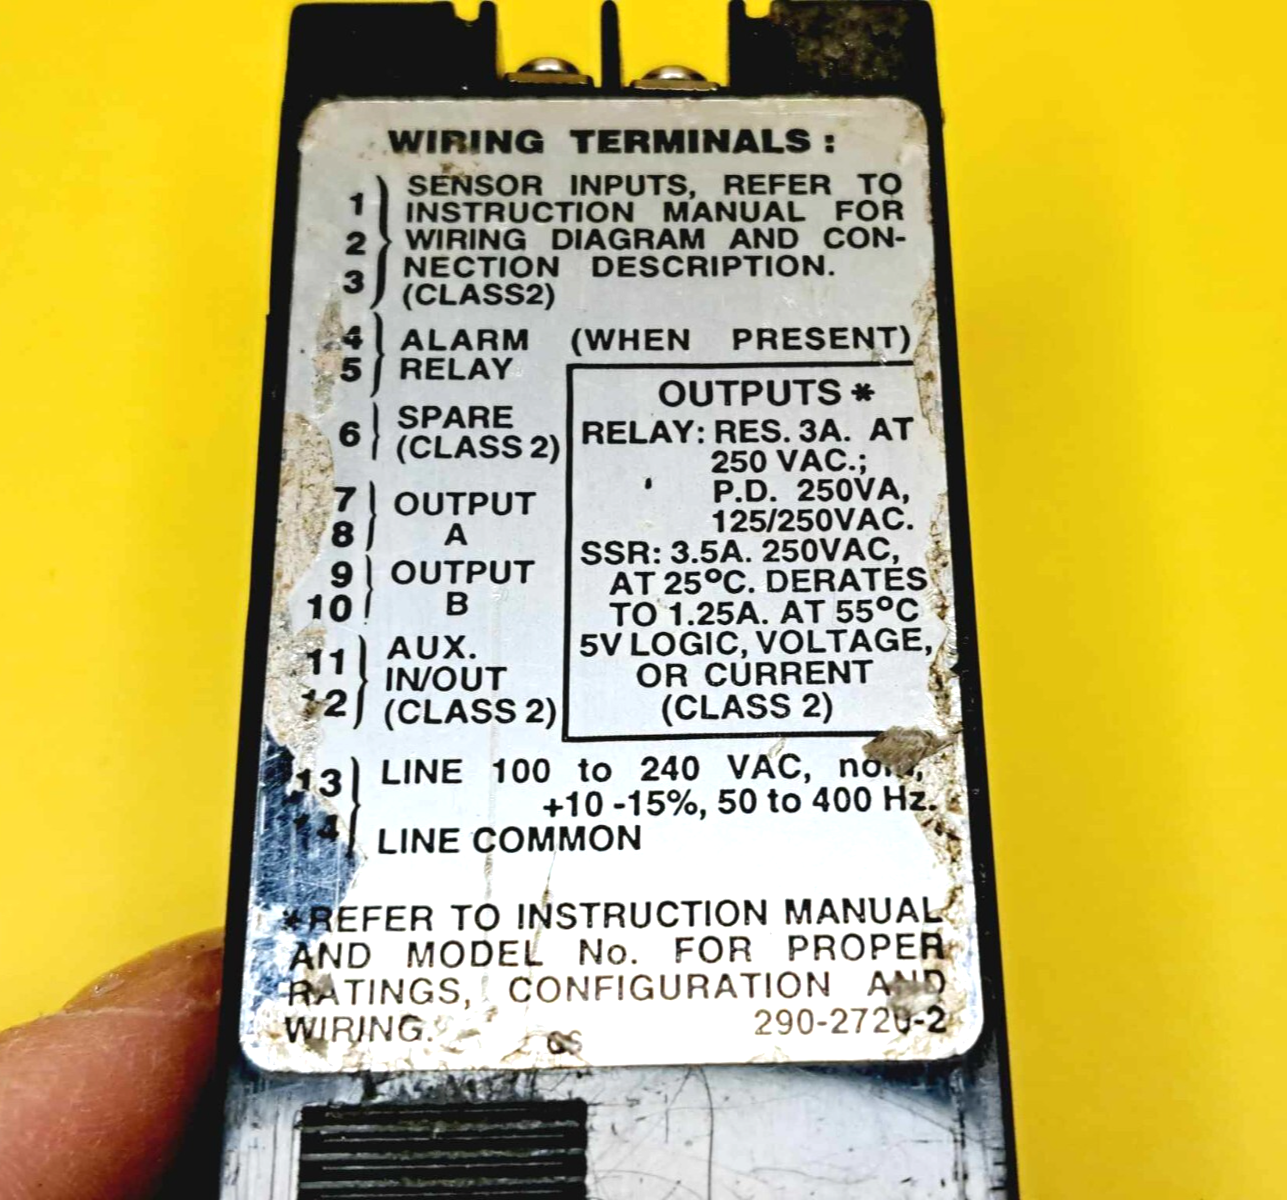 WIRING TERMINALS :
1 SENSOR INPUTS, REFER TO
INSTRUCTION MANUAL FOR
2 WIRING DIAGRAM AND CON-
3 NECTION DESCRIPTION.
(CLASS2)
4 ALARM (WHEN PRESENT)
5 RELAY
6 SPARE
(CLASS 2)
7 OUTPUT
8 A
9 OUTPUT
10 B
11 AUX.
IN/OUT
12 (CLASS 2)
OUTPUTS *
RELAY: RES. 3A. AT
250 VAC.;
P.D. 250VA,
125/250VAC.
SSR: 3.5A. 250VAC,
AT 25°C. DERATES
TO 1.25A. AT 55°C
5V LOGIC, VOLTAGE,
OR CURRENT
(CLASS 2)
13 LINE 100 to 240 VAC, nom,
+10 -15%, 50 to 400 Hz.
14 LINE COMMON
*REFER TO INSTRUCTION MANUAL
AND MODEL No. FOR PROPER
RATINGS, CONFIGURATION AND
WIRING.
290-2720-2